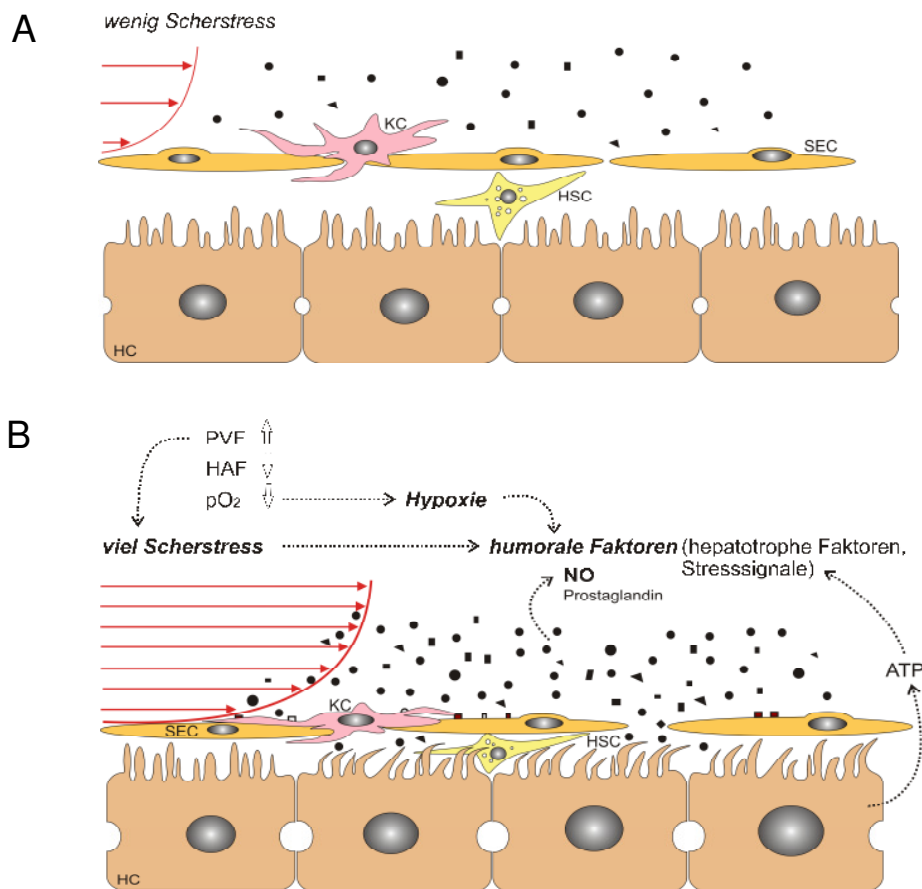 A
wenig Scherstress
KC
SEC
HSC
HC
B
PVF
HAF
pO₂
Hypoxie
viel Scherstress
humorale Faktoren (hepatotrophe Faktoren,
Stresssignale)
NO
Prostaglandin
ATP
KC
SEC
HSC
HC